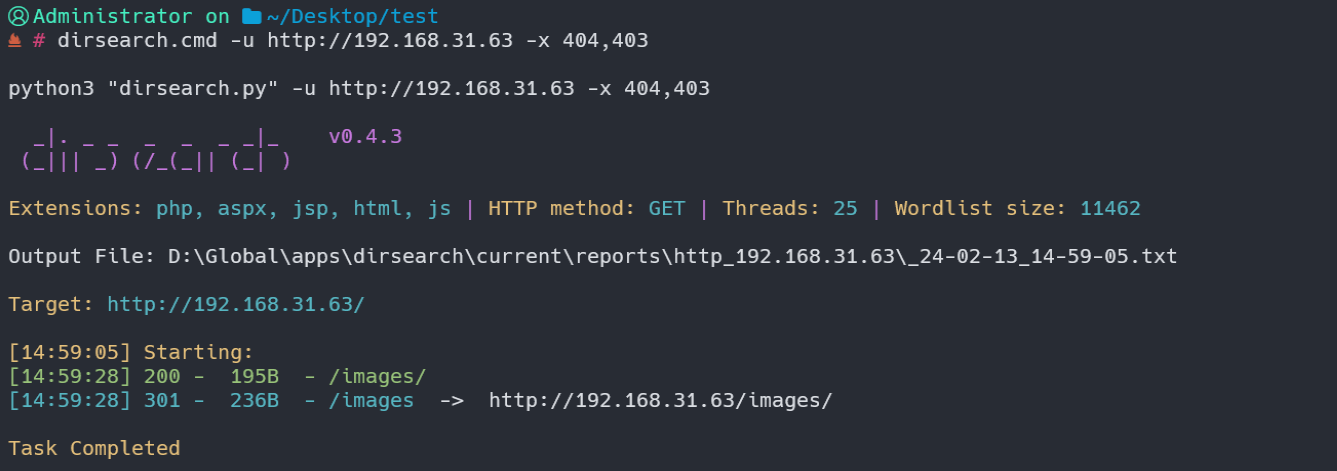 Administrator on ~/Desktop/test
# dirsearch.cmd -u http://192.168.31.63 -x 404,403
python3 "dirsearch.py" -u http://192.168.31.63 -x 404,403
_|. _ _  _  _  _ _|_    v0.4.3
(_||| _) (/_(_|| (_| )
Extensions: php, aspx, jsp, html, js | HTTP method: GET | Threads: 25 | Wordlist size: 11462
Output File: D:\Global\apps\dirsearch\current\reports\http_192.168.31.63\_24-02-13_14-59-05.txt
Target: http://192.168.31.63/
[14:59:05] Starting:
[14:59:28] 200 -  195B  - /images/
[14:59:28] 301 -  236B  - /images  ->  http://192.168.31.63/images/
Task Completed